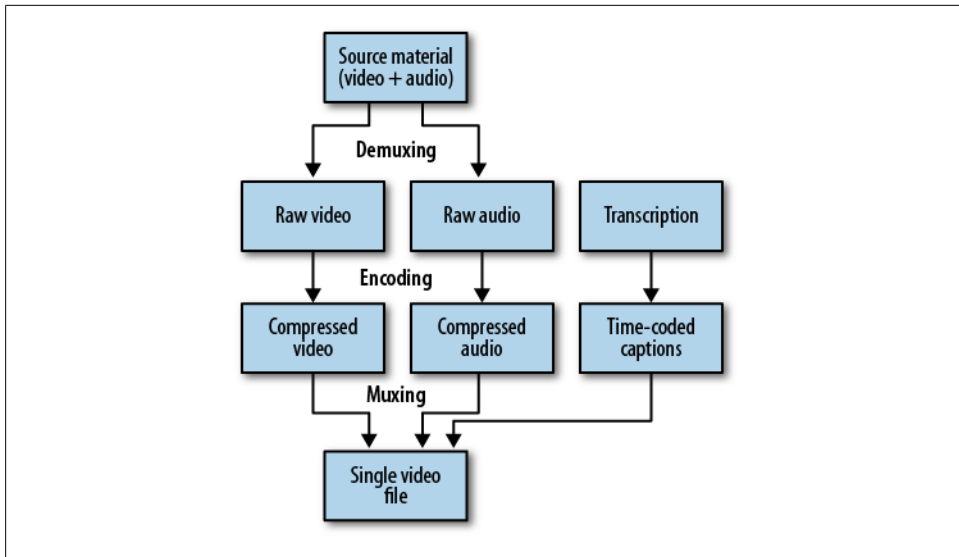 Source material
(video + audio)
Demuxing
Raw video
Raw audio
Transcription
Encoding
Compressed
video
Compressed
audio
Time-coded
captions
Muxing
Single video
file